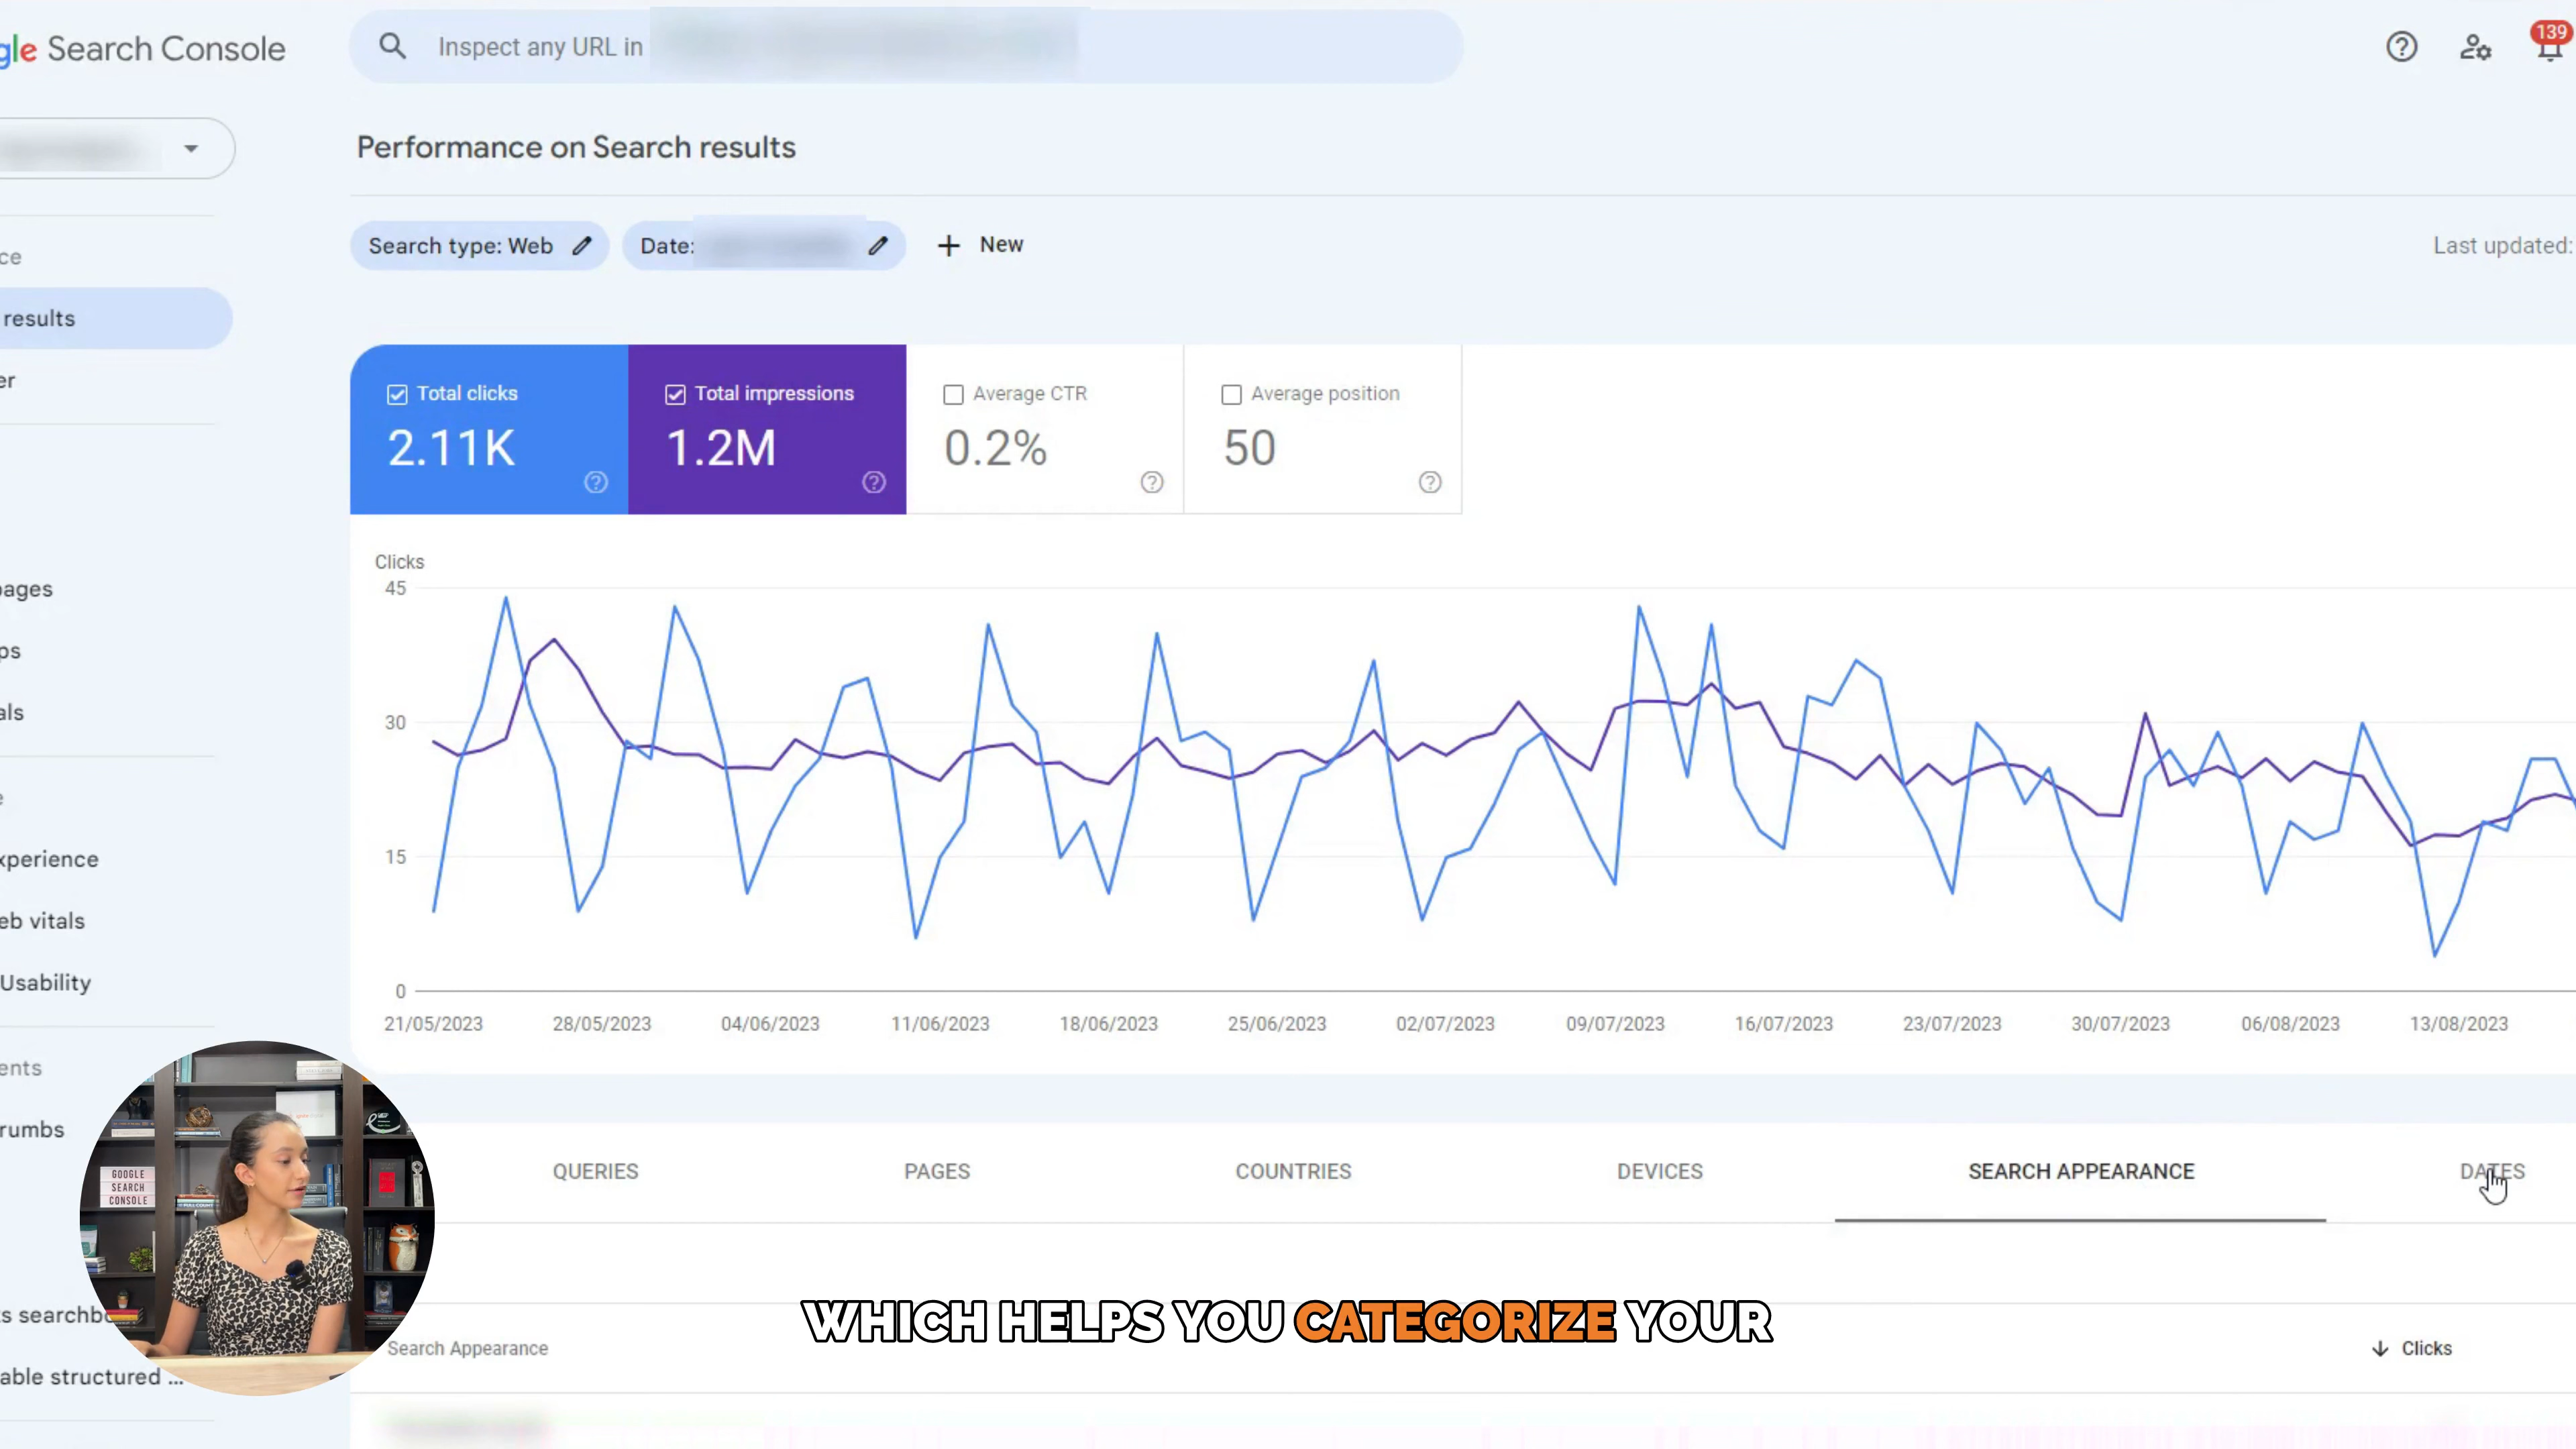 gle Search Console
Inspect any URL in
139
Performance on Search results
Search type: Web
Date:
New
Last updated:
ce
results
er
Total clicks
2.11K
Total impressions
1.2M
Average CTR
0.2%
Average position
50
ages
ps
als
e
xperience
eb vitals
Usability
ents
rumbs
s searchb
able structured ...
Clicks
45
30
15
0
21/05/2023 28/05/2023 04/06/2023 11/06/2023 18/06/2023 25/06/2023 02/07/2023 09/07/2023 16/07/2023 23/07/2023 30/07/2023 06/08/2023 13/08/2023
GOOGLE
SEARCH
CONSOLE
QUERIES PAGES COUNTRIES DEVICES SEARCH APPEARANCE DATES
WHICH HELPS YOU CATEGORIZE YOUR
Search Appearance
Clicks